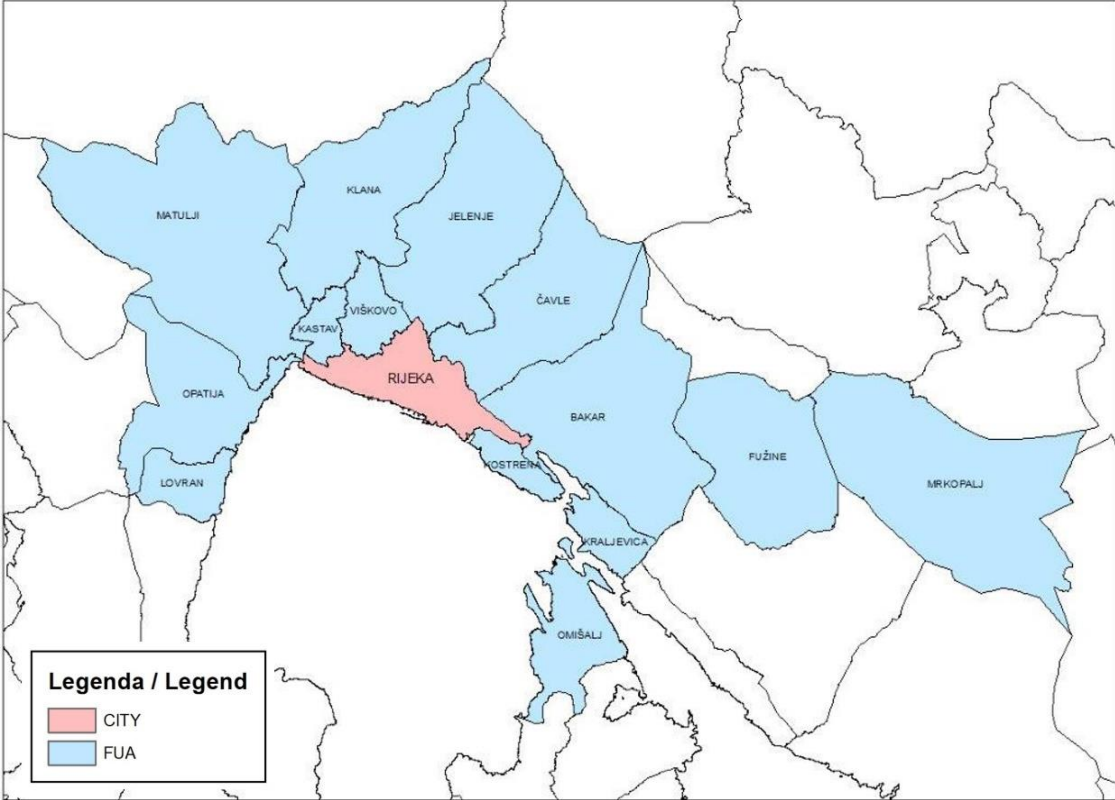 KLANA
MATULJI
JELENJE
ČAVLE
VIŠKOVO
KASTAV
RIJEKA
OPATIJA
BAKAR
FUŽINE
KOSTRENA
LOVRAN
MRKOPALJ
KRALJEVICA
OMIŠALJ
Legenda / Legend
CITY
FUA